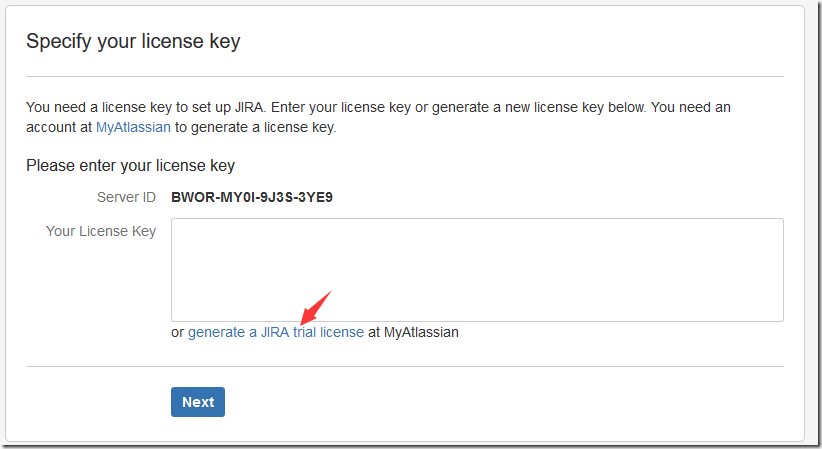 Specify your license key
You need a license key to set up JIRA. Enter your license key or generate a new license key below. You need an
account at MyAtlassian to generate a license key.
Please enter your license key
Server ID BWOR-MY0I-9J3S-3YE9
Your License Key
or generate a JIRA trial license at MyAtlassian
Next